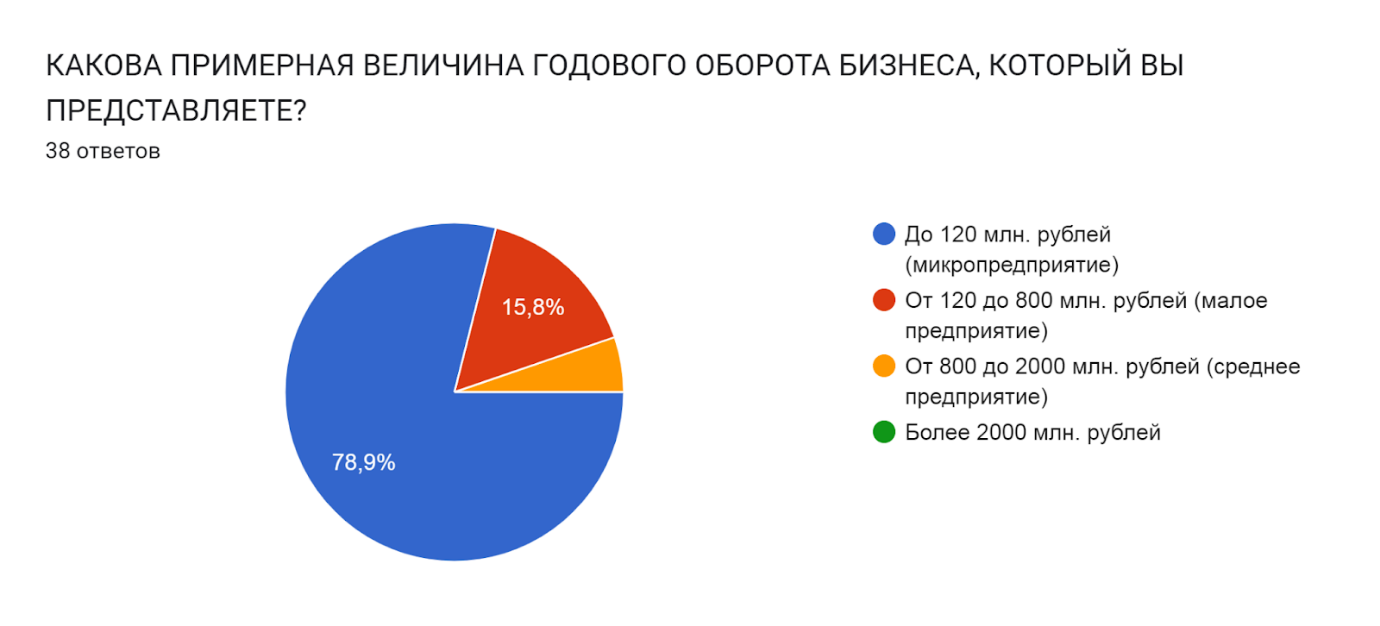 КАКОВА ПРИМЕРНАЯ ВЕЛИЧИНА ГОДОВОГО ОБОРОТА БИЗНЕСА, КОТОРЫЙ ВЫ
ПРЕДСТАВЛЯЕТЕ?
38 ответов
До 120 млн. рублей
(микропредприятие)
От 120 до 800 млн. рублей (малое
предприятие)
От 800 до 2000 млн. рублей (среднее
предприятие)
Более 2000 млн. рублей
15,8%
78,9%